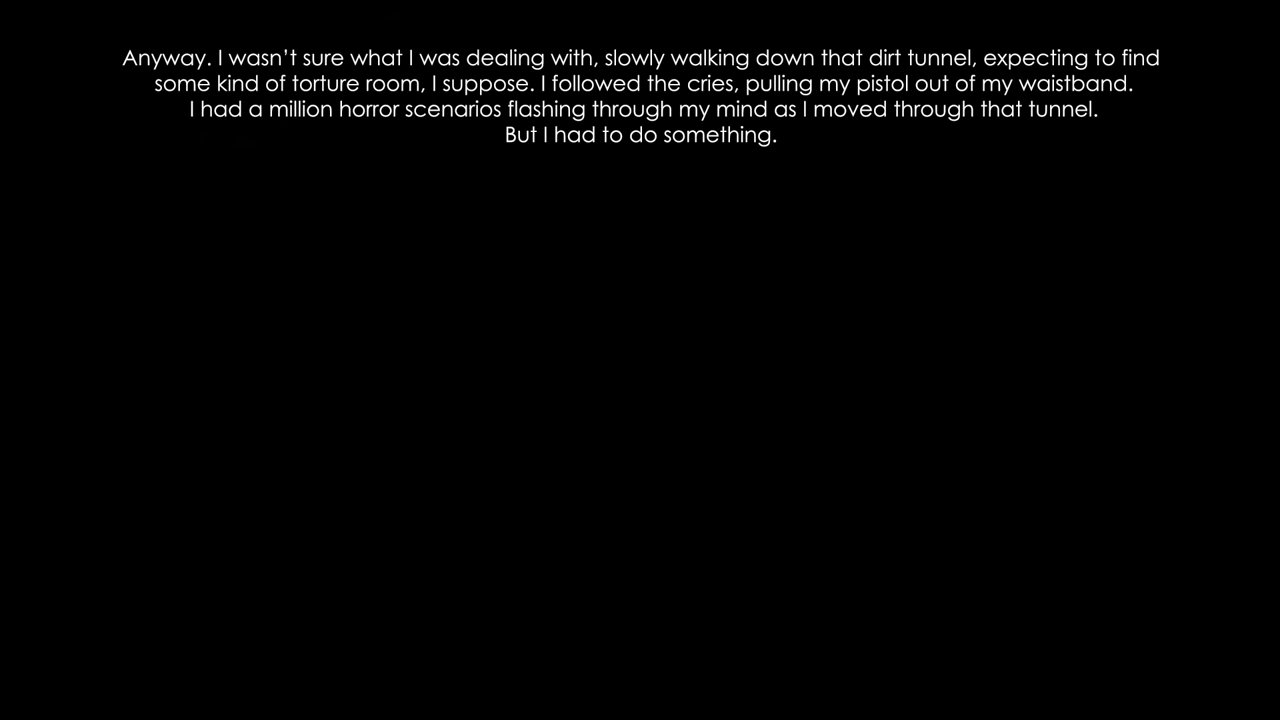 Anyway. I wasn’t sure what I was dealing with, slowly walking down that dirt tunnel, expecting to find
some kind of torture room, I suppose. I followed the cries, pulling my pistol out of my waistband.
I had a million horror scenarios flashing through my mind as I moved through that tunnel.
But I had to do something.